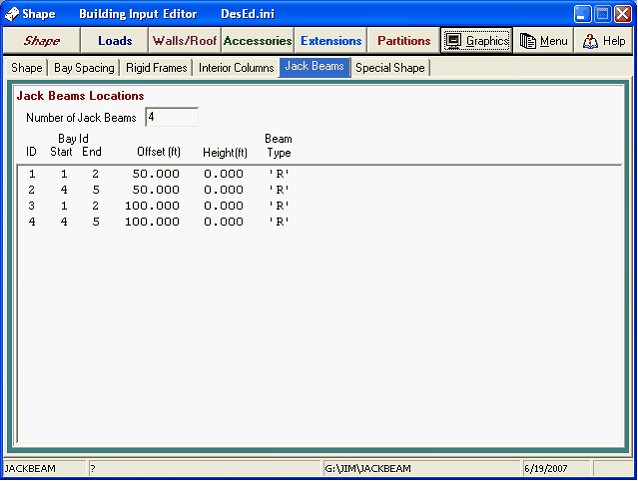 Shape Building Input Editor DesEd.ini
Shape Loads Walls/Roof Accessories Extensions Partitions Graphics Menu Help
Shape Bay Spacing Rigid Frames Interior Columns Jack Beams Special Shape
Jack Beams Locations
Number of Jack Beams 4
Bay Id Beam
ID Start End Offset (ft) Height(ft) Type
1 1 2 50.000 0.000 'R'
2 4 5 50.000 0.000 'R'
3 1 2 100.000 0.000 'R'
4 4 5 100.000 0.000 'R'
JACKBEAM ? G:\JIM\JACKBEAM 6/19/2007